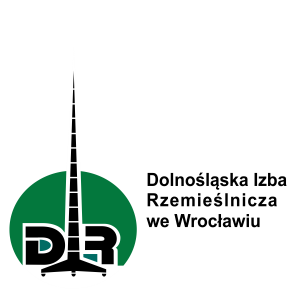 DIR
Dolnośląska Izba
Rzemieślnicza
we Wrocławiu